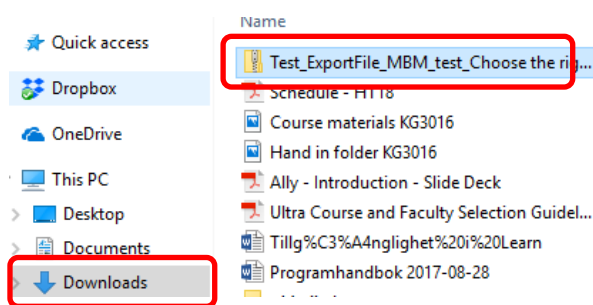 Quick access
Dropbox
OneDrive
This PC
Desktop
Documents
Downloads
Name
Test_ExportFile_MBM_test_Choose the rig...
Schedule - HT18
Course materials KG3016
Hand in folder KG3016
Ally - Introduction - Slide Deck
Ultra Course and Faculty Selection Guidel...
Tillg%C3%A4nglighet%20i%20Learn
Programhandbok 2017-08-28